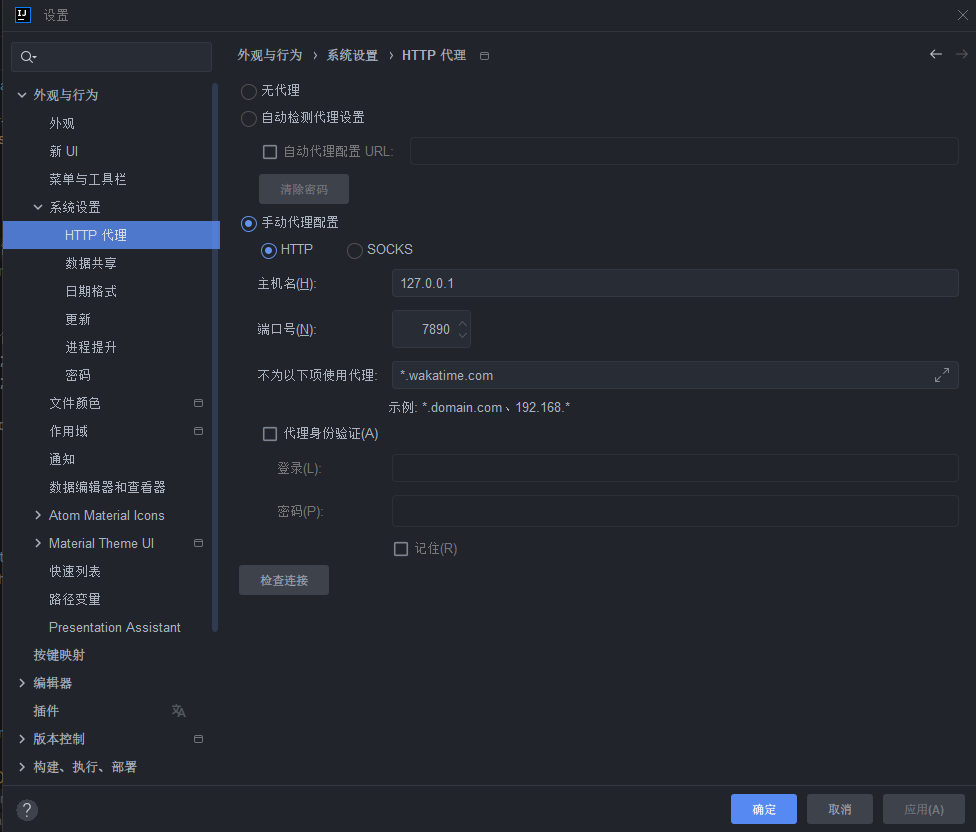 设置
外观与行为 › 系统设置 › HTTP 代理
外观与行为
外观
新 UI
菜单与工具栏
系统设置
HTTP 代理
数据共享
日期格式
更新
进程提升
密码
文件颜色
作用域
通知
数据编辑器和查看器
Atom Material Icons
Material Theme UI
快速列表
路径变量
Presentation Assistant
按键映射
编辑器
插件
版本控制
构建、执行、部署
无代理
自动检测代理设置
自动代理配置 URL:
清除密码
手动代理配置
HTTP SOCKS
主机名(H): 127.0.0.1
端口号(N): 7890
不为以下项使用代理: *.wakatime.com
示例: *.domain.com、192.168.*
代理身份验证(A)
登录(L):
密码(P):
记住(R)
检查连接
? 确定 取消 应用(A)